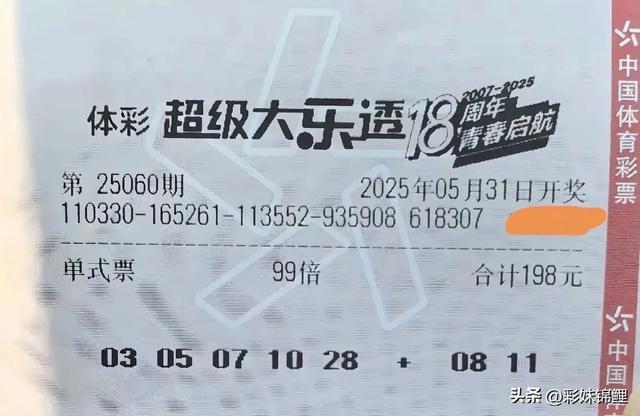 2007-2025
体彩 超级大乐透 18周年
青春启航
第 25060期 2025年05月31日开奖
110330-165261-113552-935908 618307
单式票 99倍 合计198元
03 05 07 10 28 + 08 11
中国体育彩票
中国体
头条 @彩妹锦鲤